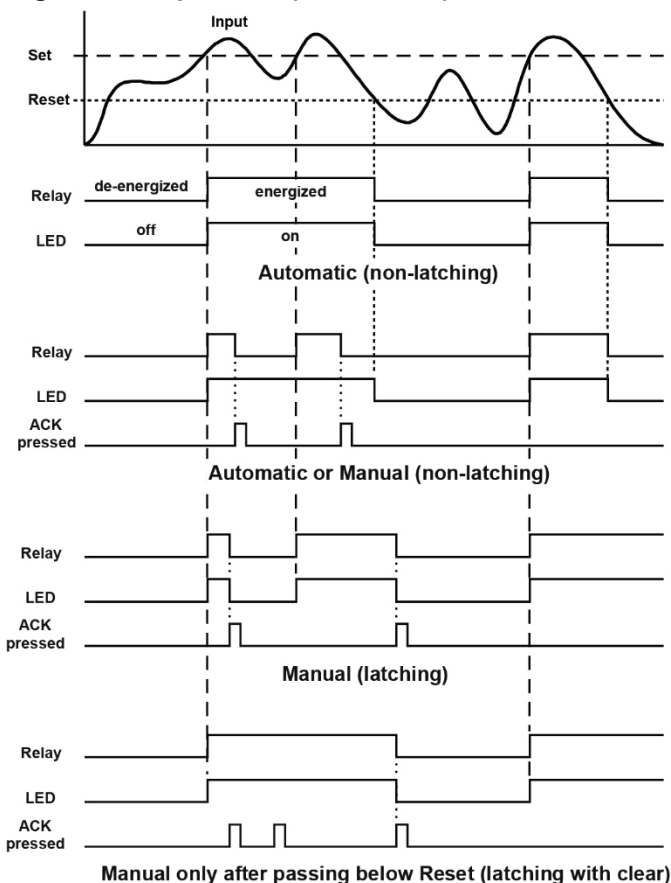 Input
Set
Reset
de-energized
energized
Relay
off
on
LED
Automatic (non-latching)
Relay
LED
ACK
pressed
Automatic or Manual (non-latching)
Relay
LED
ACK
pressed
Manual (latching)
Relay
LED
ACK
pressed
Manual only after passing below Reset (latching with clear)